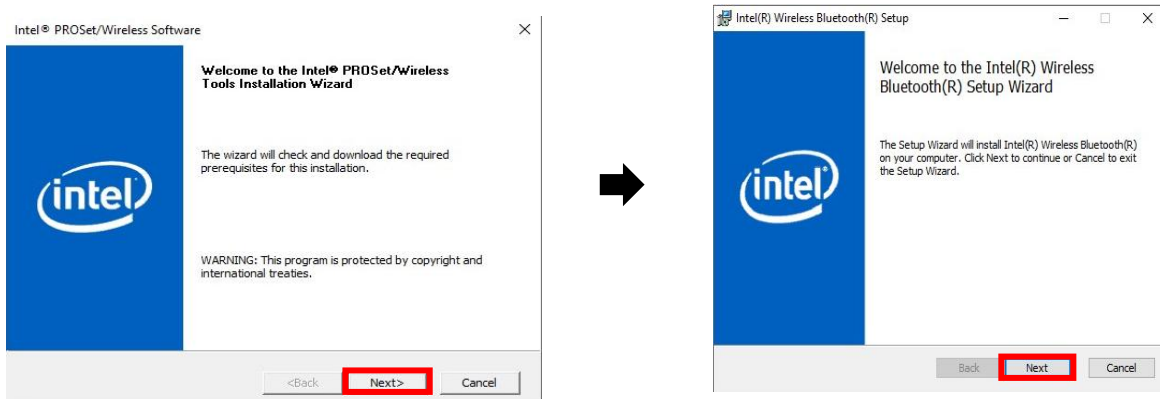 Intel® PROSet/Wireless Software
Welcome to the Intel® PROSet/Wireless
Tools Installation Wizard
The wizard will check and download the required
prerequisites for this installation.
intel
WARNING: This program is protected by copyright and
international treaties.
<Back
Next>
Cancel
Intel(R) Wireless Bluetooth(R) Setup
Welcome to the Intel(R) Wireless
Bluetooth(R) Setup Wizard
The Setup Wizard will install Intel(R) Wireless Bluetooth(R)
on your computer. Click Next to continue or Cancel to exit
the Setup Wizard.
intel
Back
Next
Cancel